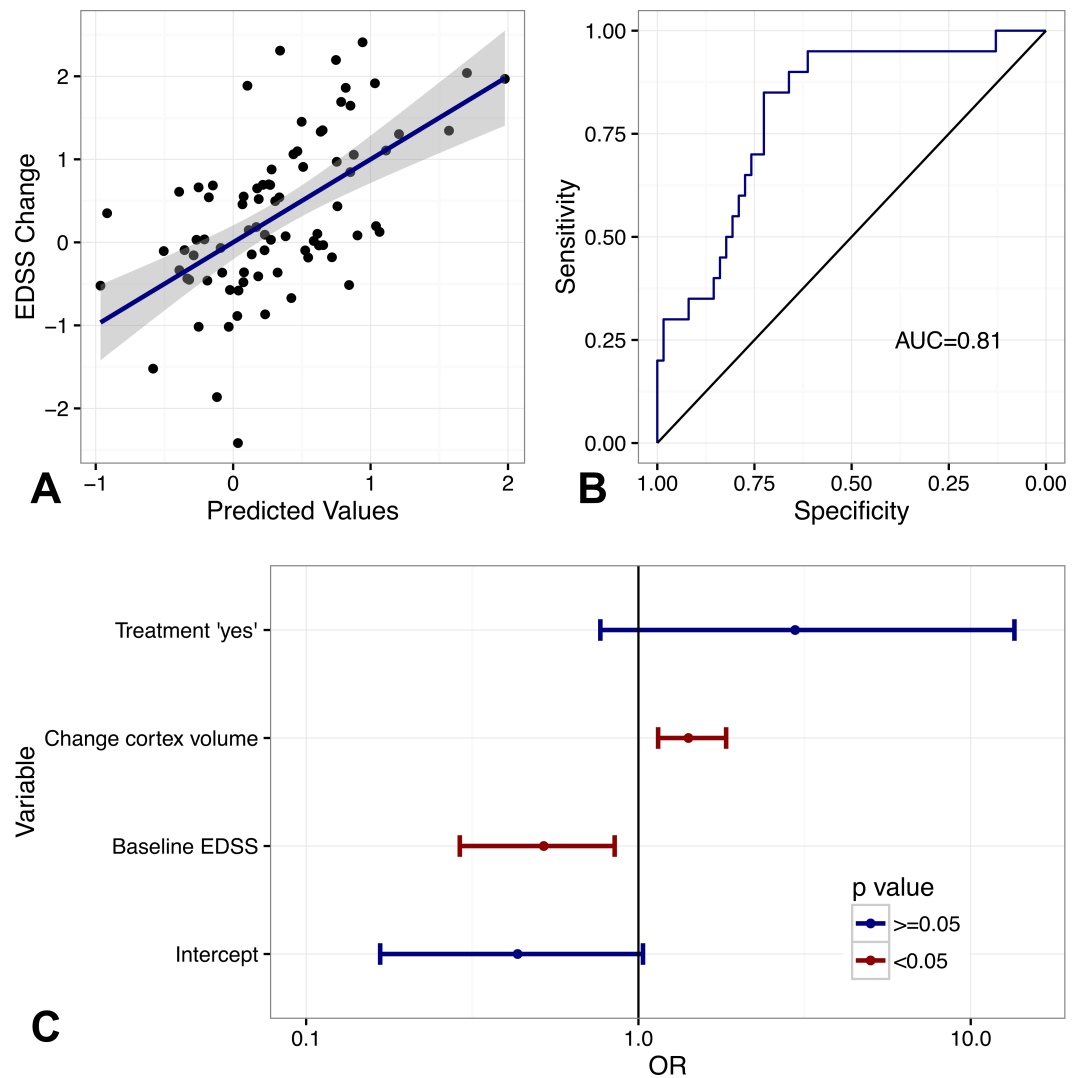 EDSS Change
2
1
0
−1
−2
−1 0 1 2
Predicted Values
A
Sensitivity
1.00
0.75
0.50
0.25
0.00
AUC=0.81
1.00 0.75 0.50 0.25 0.00
Specificity
B
Variable
Treatment 'yes'
Change cortex volume
Baseline EDSS
Intercept
p value
>=0.05
<0.05
0.1 1.0 10.0
OR
C